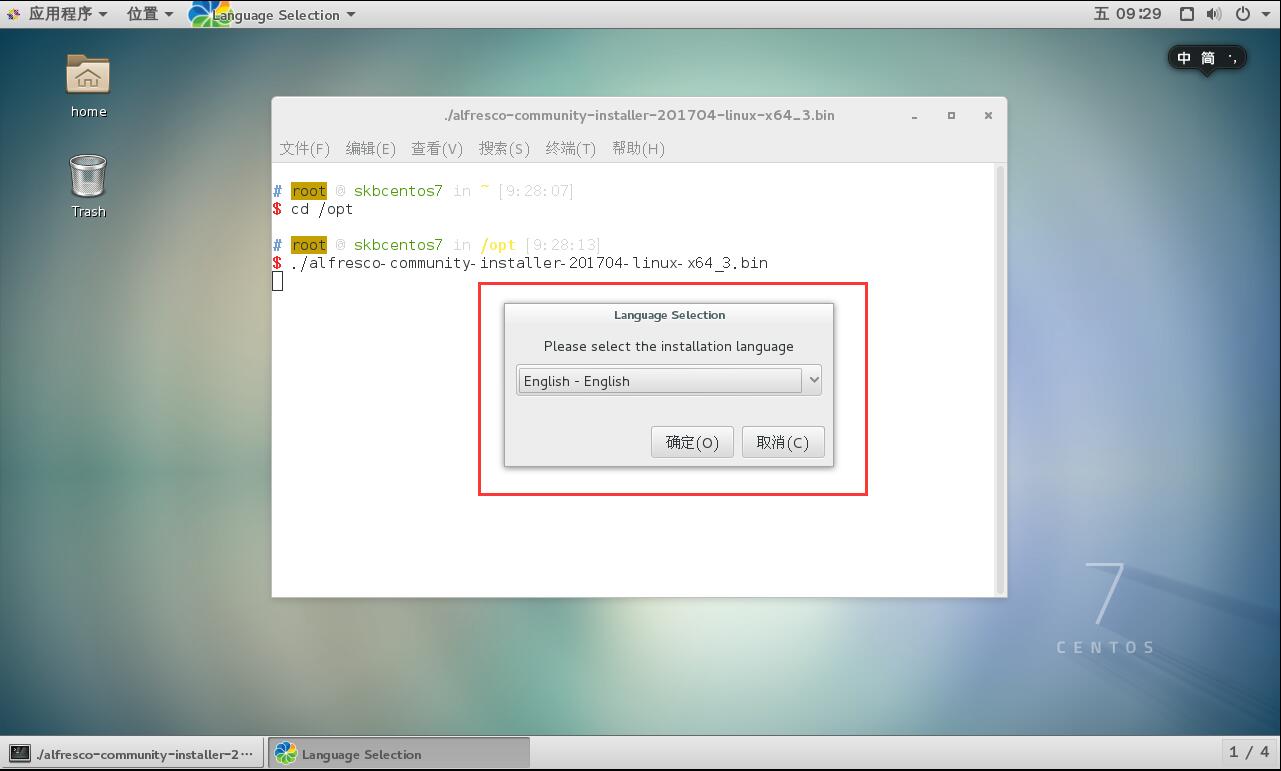 应用程序 位置 Language Selection 五 09:29
中 简 ·,
home
Trash
./alfresco-community-installer-201704-linux-x64_3.bin
文件(F) 编辑(E) 查看(V) 搜索(S) 终端(T) 帮助(H)
# root @ skbcentos7 in ~ [9:28:07]
$ cd /opt
# root @ skbcentos7 in /opt [9:28:13]
$ ./alfresco-community-installer-201704-linux-x64_3.bin
Language Selection
Please select the installation language
English - English
确定(O) 取消(C)
7
CENTOS
./alfresco-community-installer-2··· Language Selection 1 / 4